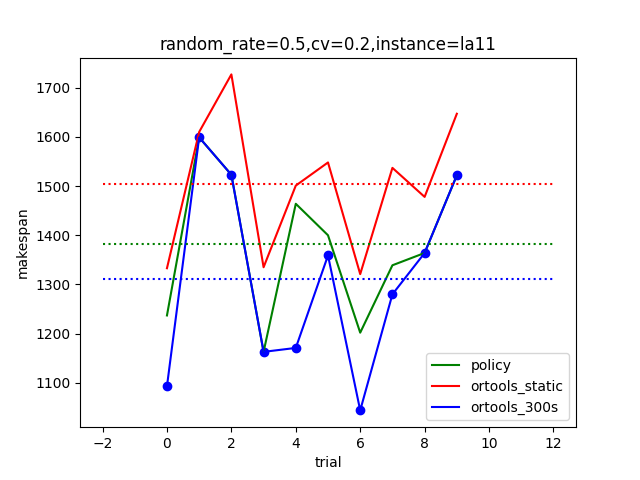 random_rate=0.5,cv=0.2,instance=la11
makespan
1700
1600
1500
1400
1300
1200
1100
policy
ortools_static
ortools_300s
−2 0 2 4 6 8 10 12
trial